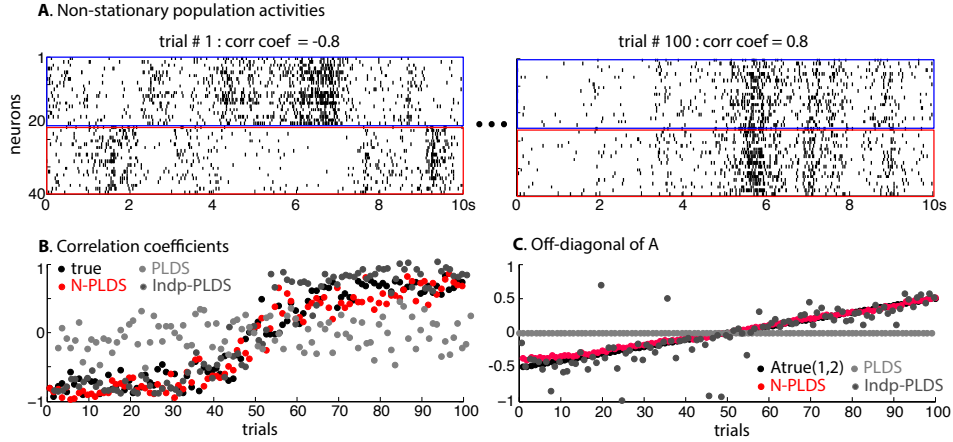 A. Non-stationary population activities
trial # 1 : corr coef = -0.8
trial # 100 : corr coef = 0.8
neurons
1
20
40
0 2 4 6 8 10s
0 2 4 6 8 10s
B. Correlation coefficients
true
PLDS
N-PLDS
Indp-PLDS
1
0
−1
0 10 20 30 40 50 60 70 80 90 100
trials
C. Off-diagonal of A
1
0.5
0
−1
Atrue(1,2)
PLDS
N-PLDS
Indp-PLDS
0 10 20 30 40 50 60 70 80 90 100
trials